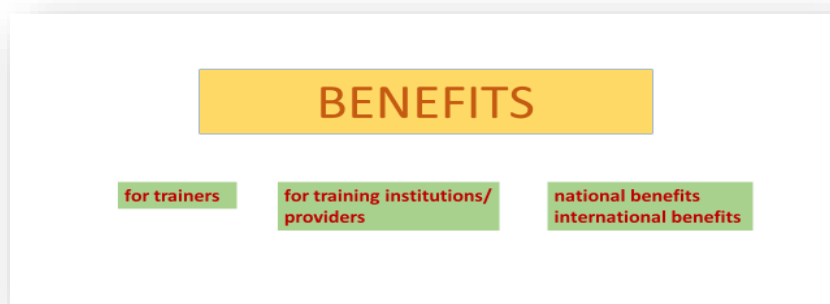 BENEFITS
for trainers
for training institutions/
providers
national benefits
international benefits